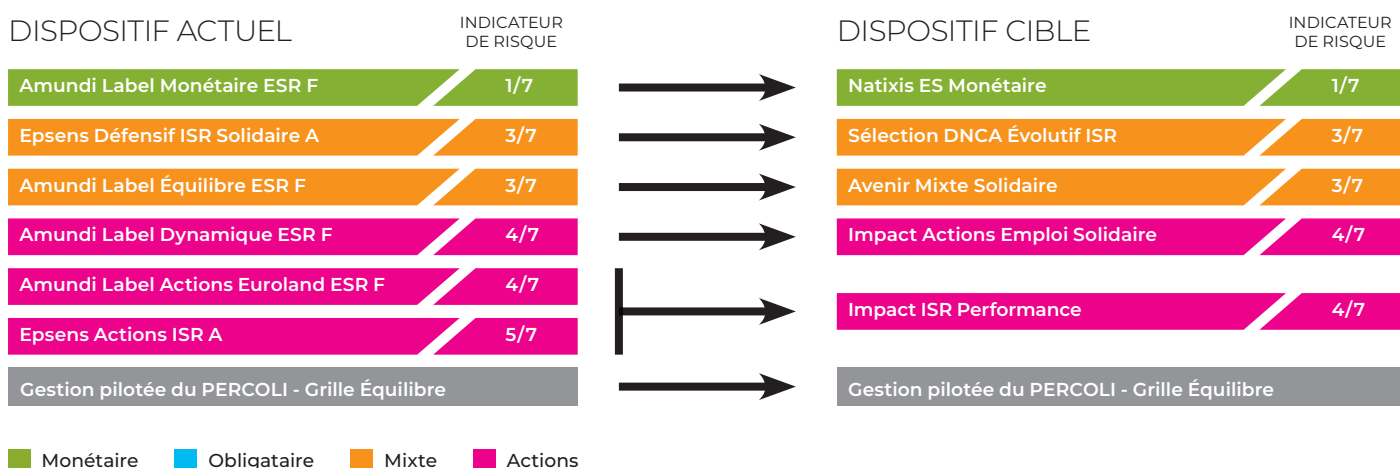 DISPOSITIF ACTUEL
INDICATEUR
DE RISQUE
Amundi Label Monétaire ESR F 1/7
Epsens Défensif ISR Solidaire A 3/7
Amundi Label Équilibre ESR F 3/7
Amundi Label Dynamique ESR F 4/7
Amundi Label Actions Euroland ESR F 4/7
Epsens Actions ISR A 5/7
Gestion pilotée du PERCOLI - Grille Équilibre
DISPOSITIF CIBLE
INDICATEUR
DE RISQUE
Natixis ES Monétaire 1/7
Sélection DNCA Évolutif ISR 3/7
Avenir Mixte Solidaire 3/7
Impact Actions Emploi Solidaire 4/7
Impact ISR Performance 4/7
Gestion pilotée du PERCOLI - Grille Équilibre
Monétaire Obligataire Mixte Actions